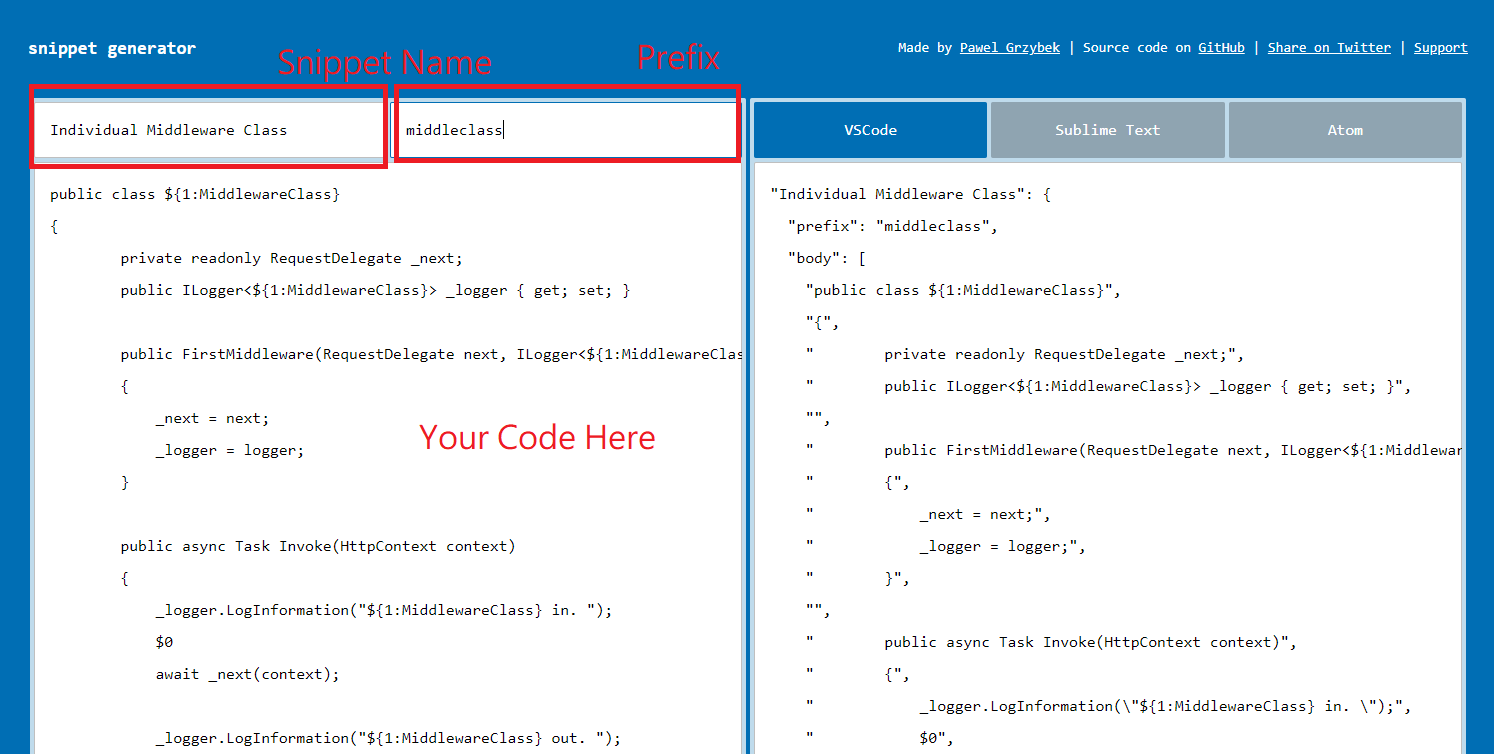 snippet generator
Made by Pawel Grzybek | Source code on GitHub | Share on Twitter | Support
Snippet Name
Prefix
Individual Middleware Class
middleclass
public class ${1:MiddlewareClass}
{
private readonly RequestDelegate _next;
public ILogger<${1:MiddlewareClass}> _logger { get; set; }
public FirstMiddleware(RequestDelegate next, ILogger<${1:MiddlewareClas
{
_next = next;
_logger = logger;
}
public async Task Invoke(HttpContext context)
{
_logger.LogInformation("${1:MiddlewareClass} in. ");
$0
await _next(context);
_logger.LogInformation("${1:MiddlewareClass} out. ");
Your Code Here
VSCode
Sublime Text
Atom
"Individual Middleware Class": {
"prefix": "middleclass",
"body": [
"public class ${1:MiddlewareClass}",
"{",
"        private readonly RequestDelegate _next;",
"        public ILogger<${1:MiddlewareClass}> _logger { get; set; }",
"",
"        public FirstMiddleware(RequestDelegate next, ILogger<${1:Middlewar
"        {",
"            _next = next;",
"            _logger = logger;",
"        }",
"",
"        public async Task Invoke(HttpContext context)",
"        {",
"            _logger.LogInformation(\"${1:MiddlewareClass} in. \");",
"            $0",